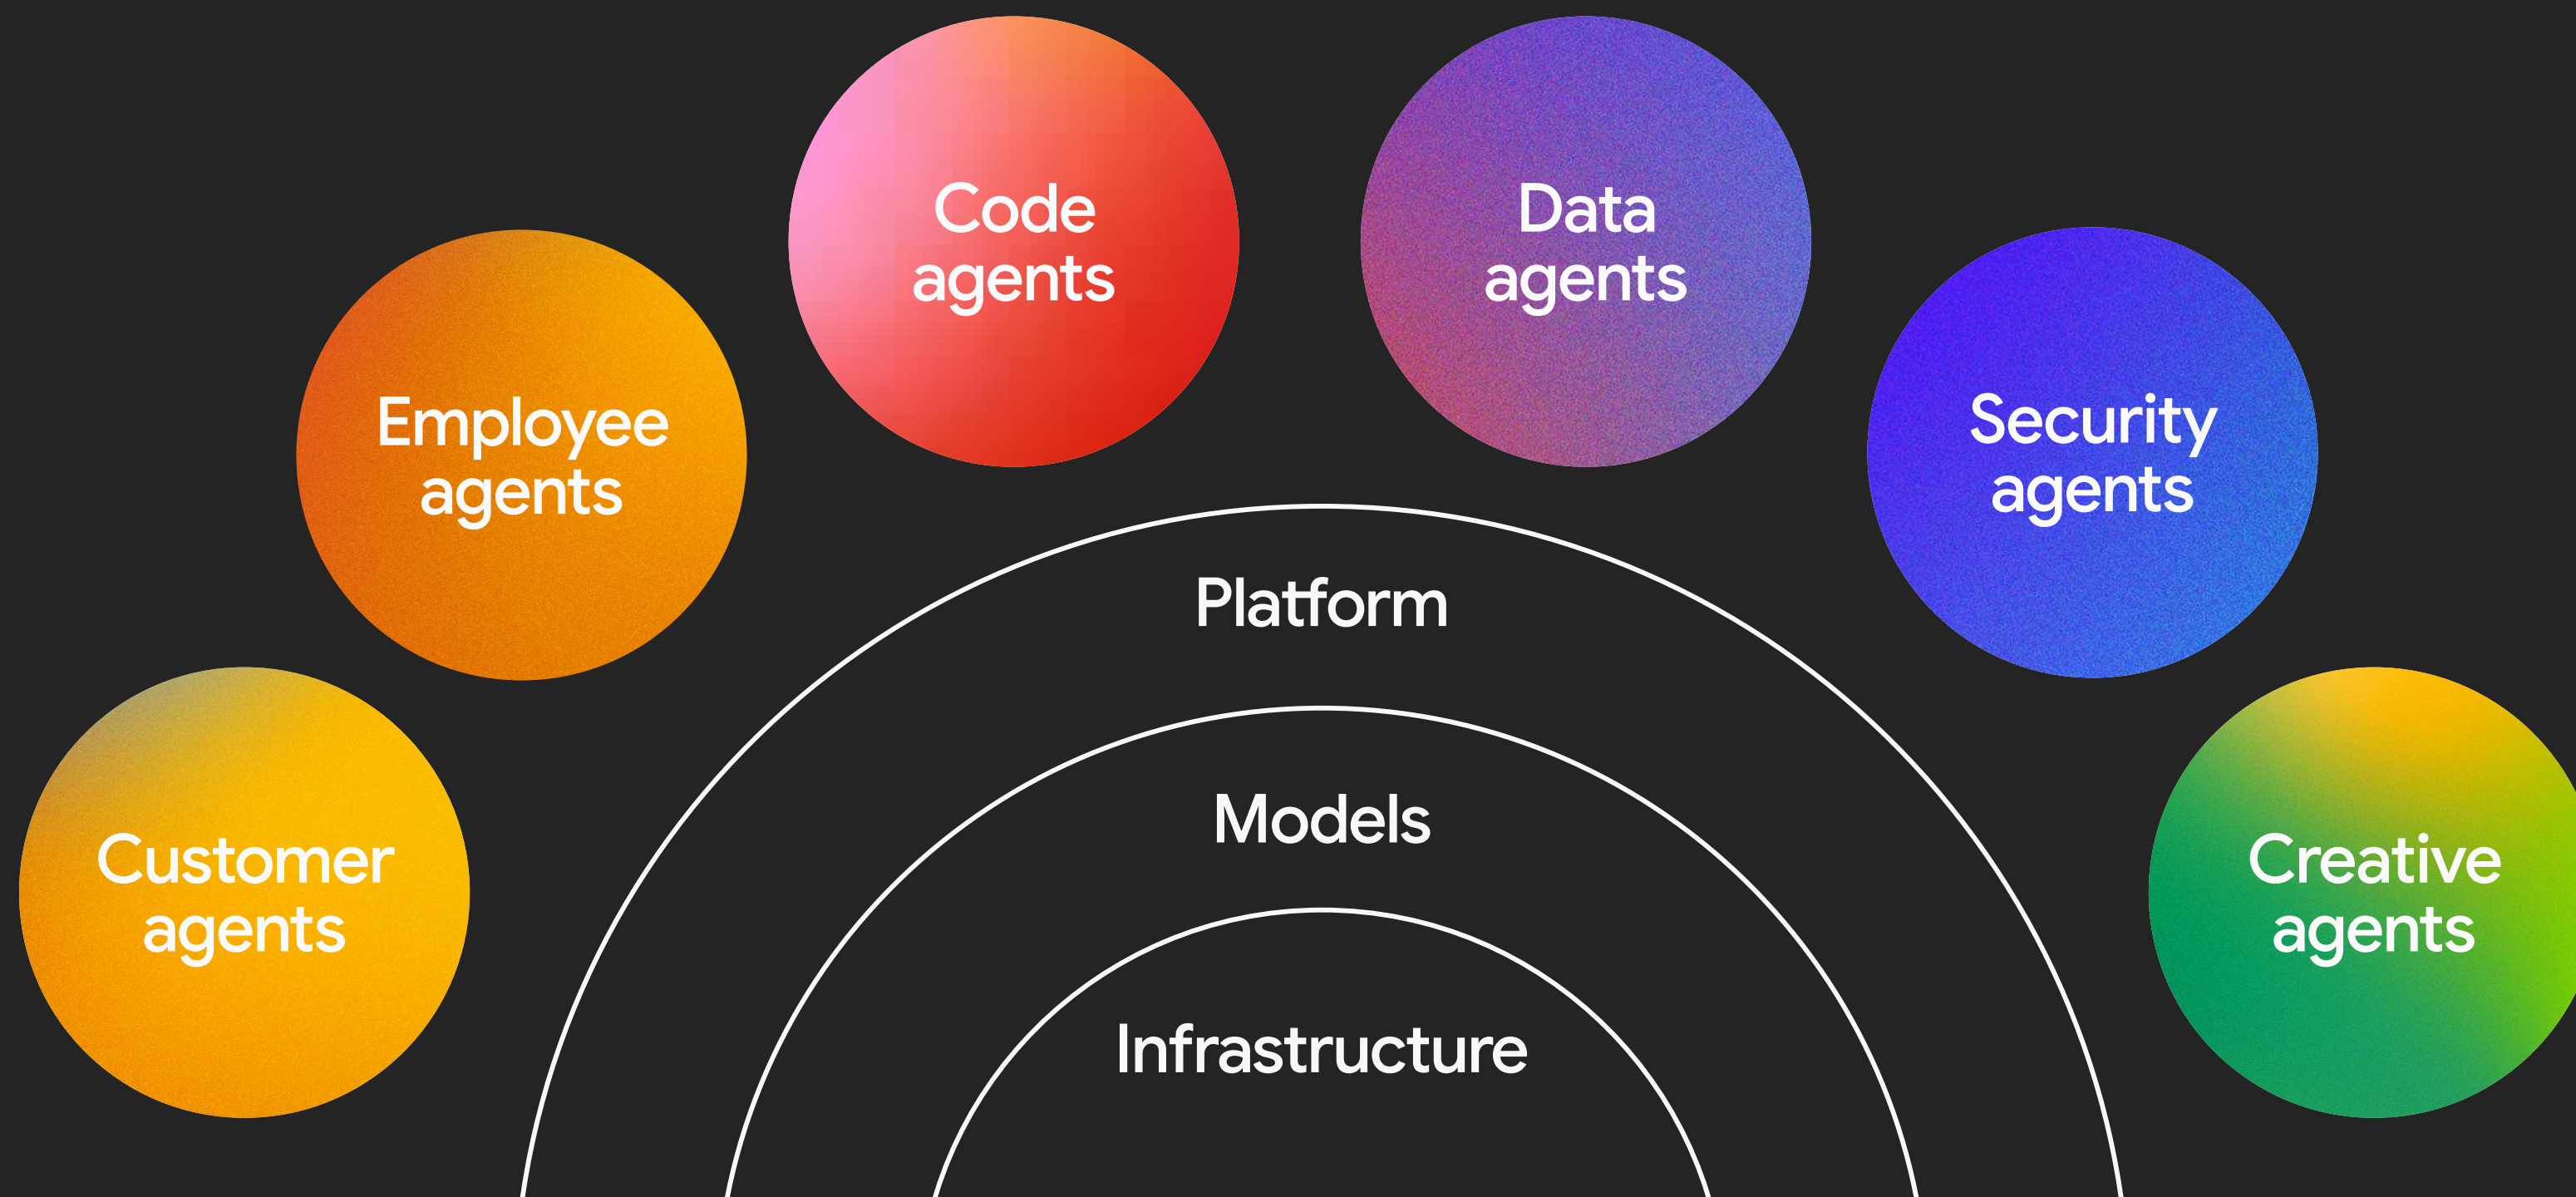 Code
agents
Data
agents
Employee
agents
Security
agents
Platform
Models
Customer
agents
Creative
agents
Infrastructure